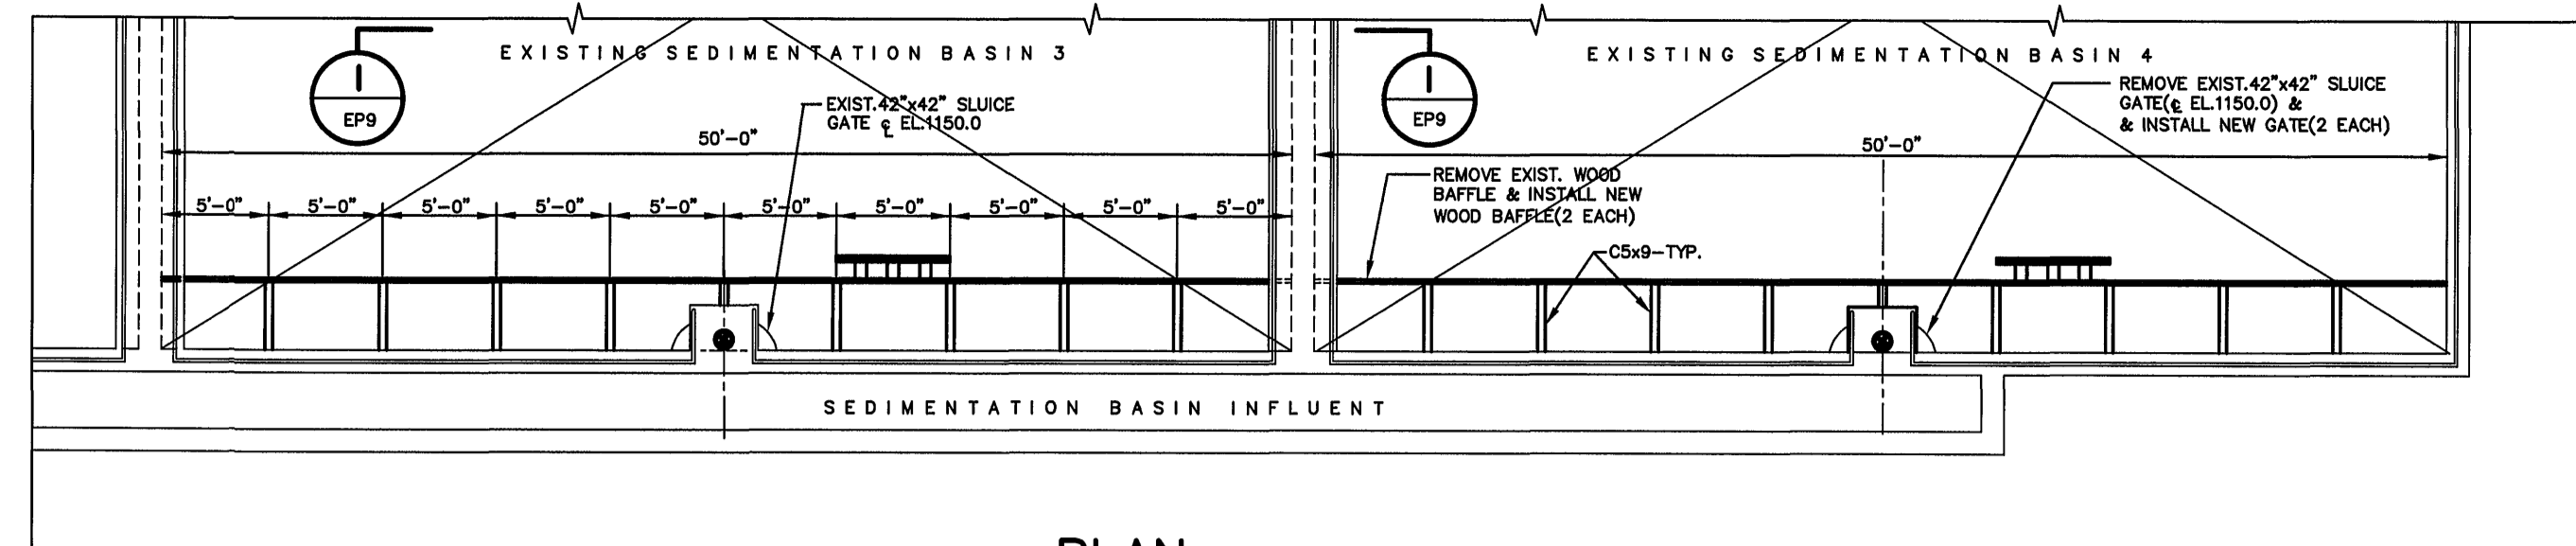 EXISTING SEDIMENTATION BASIN 3
EXISTING SEDIMENTATION BASIN 4
I
EP9
I
EP9
EXIST.42"x42" SLUICE
GATE ℄ EL.1150.0
REMOVE EXIST.42"x42" SLUICE
GATE(℄ EL.1150.0) &
& INSTALL NEW GATE(2 EACH)
50'-0"
50'-0"
REMOVE EXIST. WOOD
BAFFLE & INSTALL NEW
WOOD BAFFLE(2 EACH)
5'-0" 5'-0" 5'-0" 5'-0" 5'-0" 5'-0" 5'-0" 5'-0" 5'-0" 5'-0"
C5x9-TYP.
SEDIMENTATION BASIN INFLUENT
PLAN